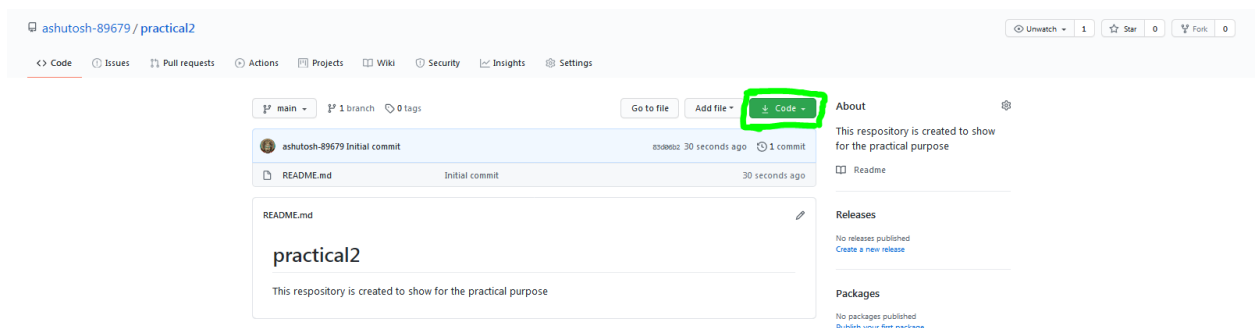 ashutosh-89679 / practical2
Unwatch 1 Star 0 Fork 0
<> Code Issues Pull requests Actions Projects Wiki Security Insights Settings
main 1 branch 0 tags Go to file Add file Code
ashutosh-89679 Initial commit 30 seconds ago 1 commit
README.md Initial commit 30 seconds ago
README.md
practical2
This respository is created to show for the practical purpose
About
This respository is created to show
for the practical purpose
Readme
Releases
No releases published
Create a new release
Packages
No packages published
Publish your first package